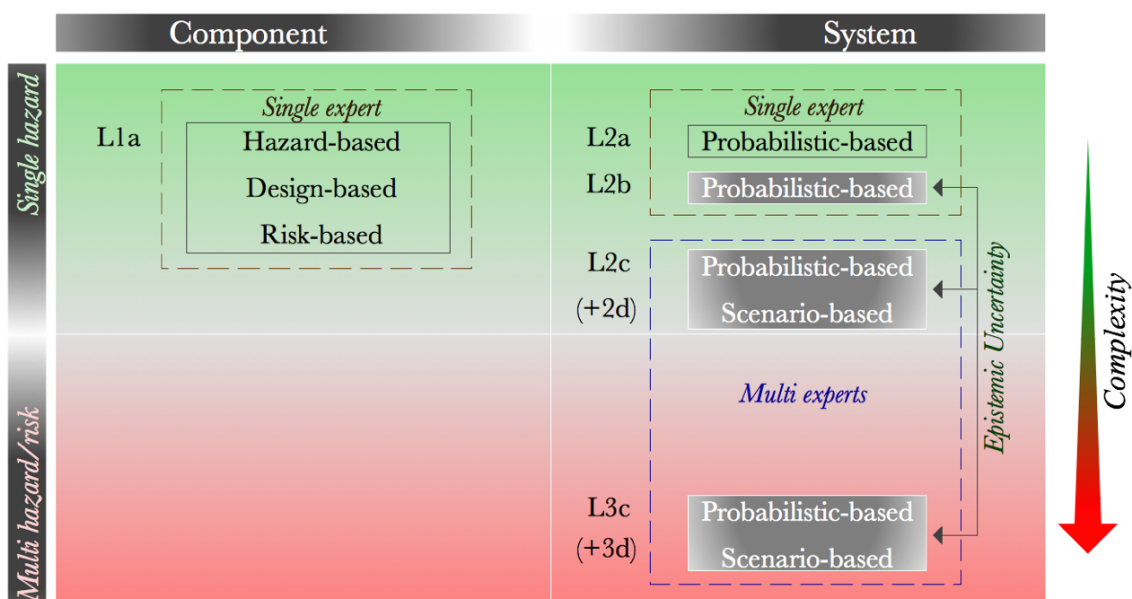 Component
System
Single hazard
Multi hazard/risk
Single expert
L1a
Hazard-based
Design-based
Risk-based
Single expert
L2a
Probabilistic-based
L2b
Probabilistic-based
L2c
Probabilistic-based
(+2d)
Scenario-based
Multi experts
L3c
Probabilistic-based
(+3d)
Scenario-based
Epistemic Uncertainty
Complexity